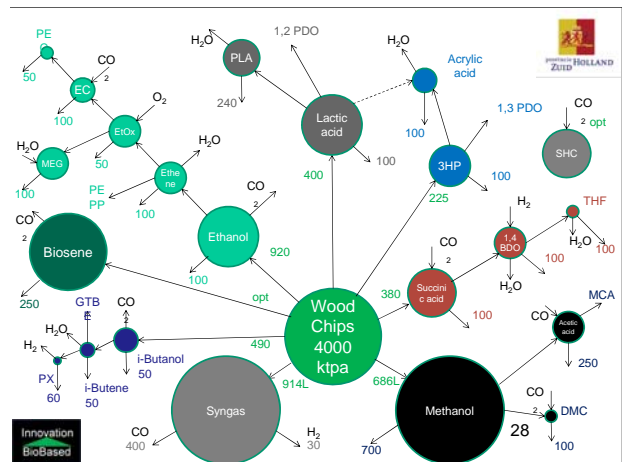 PE
O
50
CO
2
EC
100
H2O
PLA
240
1,2 PDO
H2O
Acrylic
acid
100
provincie
ZUID HOLLAND
O2
EtOx
50
H2O
MEG
100
Lactic
acid
400
100
1,3 PDO
3HP
100
225
CO
2 opt
SHC
H2O
Ethe
ne
PE
PP
100
CO
2
Ethanol
920
100
CO
2
Biosene
250
opt
H2
THF
1,4
BDO
H2O
100
H2O
100
CO
2
Succini
c acid
380
100
Wood
Chips
4000
ktpa
GTB
E
CO
2
H2O
H2
i-Butanol
50
490
PX
60
i-Butene
50
914L
686L
MCA
Acetic
acid
CO
250
Syngas
CO
400
H2
30
Methanol
700
28
CO
2
DMC
100
Innovation
BioBased